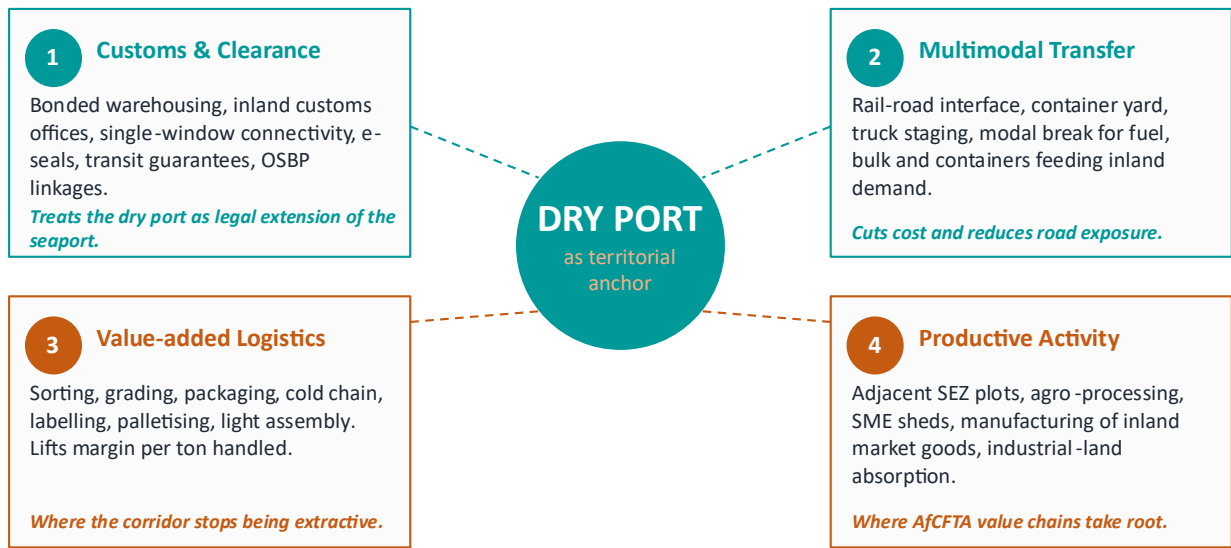 1 Customs & Clearance
Bonded warehousing, inland customs
offices, single-window connectivity, e-
seals, transit guarantees, OSBP
linkages.
Treats the dry port as legal extension of the
seaport.
2 Multimodal Transfer
Rail-road interface, container yard,
truck staging, modal break for fuel,
bulk and containers feeding inland
demand.
Cuts cost and reduces road exposure.
DRY PORT
as territorial
anchor
3 Value-added Logistics
Sorting, grading, packaging, cold chain,
labelling, palletising, light assembly.
Lifts margin per ton handled.
Where the corridor stops being extractive.
4 Productive Activity
Adjacent SEZ plots, agro-processing,
SME sheds, manufacturing of inland
market goods, industrial-land
absorption.
Where AfCFTA value chains take root.